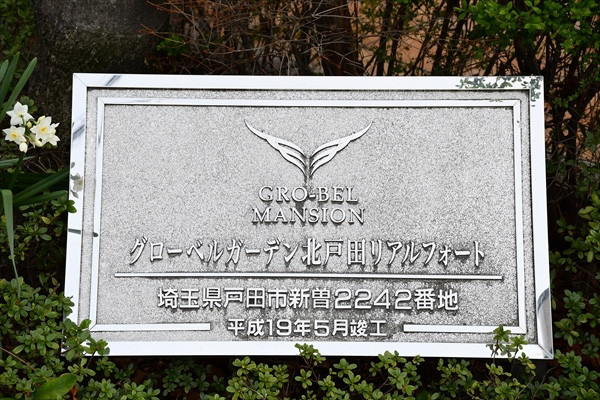 GRO-BEL
MANSION
グローベルガーデン北戸田リアルフォート
埼玉県戸田市新曽2242番地
平成19年5月竣工